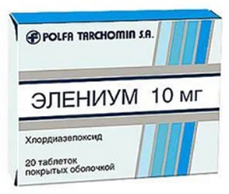 POLFA TARCHOMIN S.A.
ЭЛЕНИУМ 10 мг
Хлордиазепоксид
20 таблеток
покрытых оболочкой